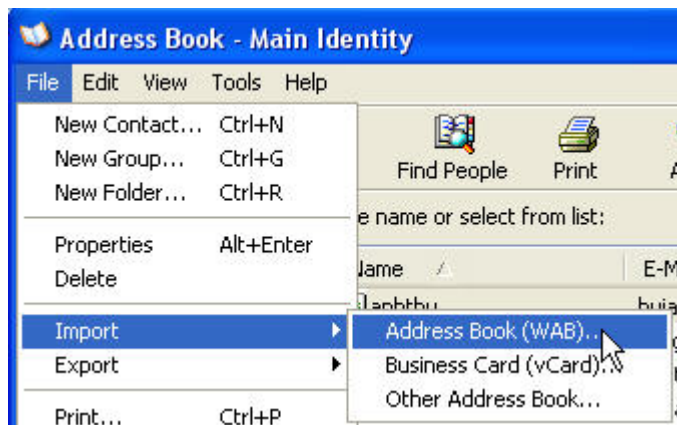 Address Book - Main Identity
File Edit View Tools Help
New Contact... Ctrl+N
New Group... Ctrl+G
New Folder... Ctrl+R
Find People Print
e name or select from list:
Properties Alt+Enter
Delete
Name E-M
Import
Address Book (WAB)...
Export
Business Card (vCard)...
Other Address Book...
Print... Ctrl+P